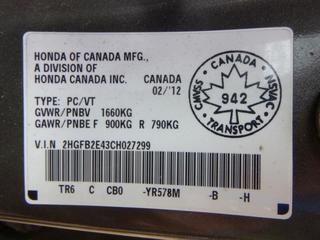 HONDA OF CANADA MFG.,
A DIVISION OF
HONDA CANADA INC. CANADA
02/'12
TYPE: PC/VT
GVWR/PNBV 1660KG
GAWR/PNBE F 900KG R 790KG
V.I.N 2HGFB2E43CH027299
TR6 C CB0 -YR578M -B -H
CANADA
CMVSS
NSVAC
942
TRANSPORT